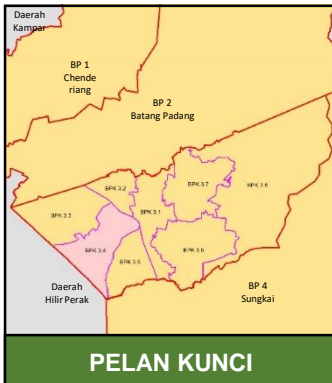 Daerah
Kampar
BP 1
Chende
riang
BP 2
Batang Padang
BPK 3.7
BPK 3.8
BPK 3.2
BPK 3.3
BPK 3.1
BPK 3.4
BPK 3.6
BPK 3.5
Daerah
Hilir Perak
BP 4
Sungkai
PELAN KUNCI